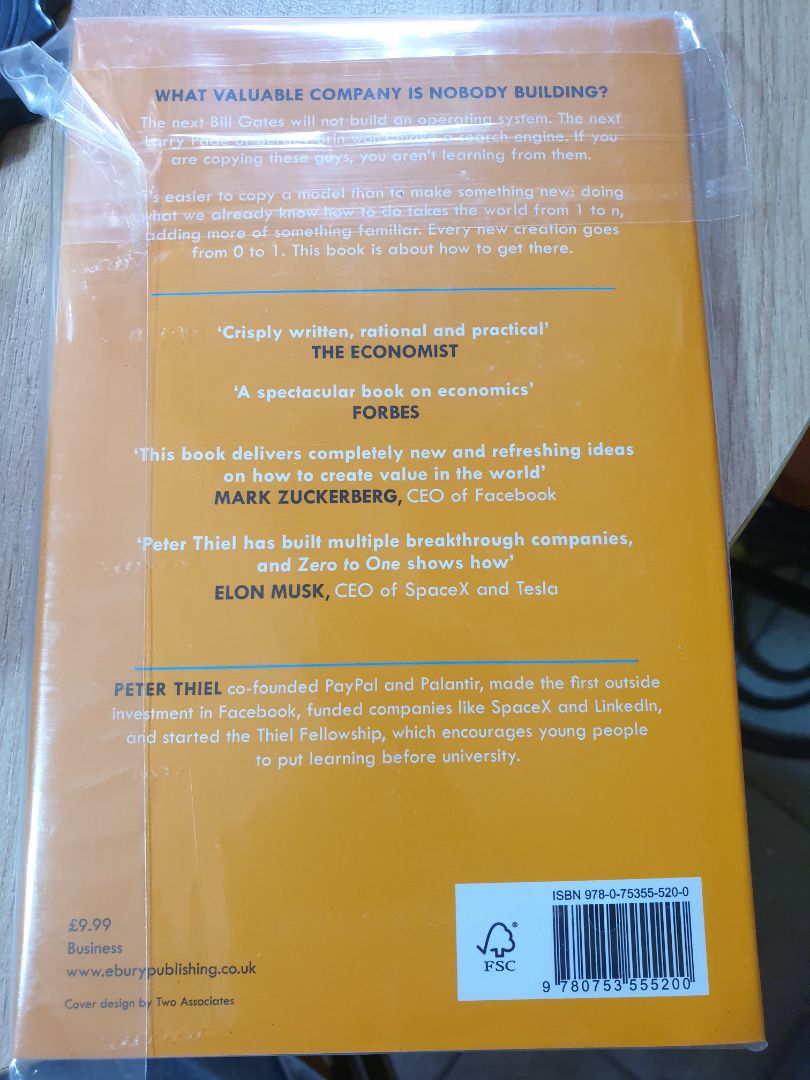 WHAT VALUABLE COMPANY IS NOBODY BUILDING?
The next Bill Gates will not build an operating system. The next
Larry Page or Sergey Brin won't make a search engine. If you
are copying these guys, you aren't learning from them.
It's easier to copy a model than to make something new: doing
what we already know how to do takes the world from 1 to n,
adding more of something familiar. Every new creation goes
from 0 to 1. This book is about how to get there.
‘Crisply written, rational and practical’
THE ECONOMIST
‘A spectacular book on economics’
FORBES
‘This book delivers completely new and refreshing ideas
on how to create value in the world’
MARK ZUCKERBERG, CEO of Facebook
‘Peter Thiel has built multiple breakthrough companies,
and Zero to One shows how’
ELON MUSK, CEO of SpaceX and Tesla
PETER THIEL co-founded PayPal and Palantir, made the first outside
investment in Facebook, funded companies like SpaceX and LinkedIn,
and started the Thiel Fellowship, which encourages young people
to put learning before university.
£9.99
Business
www.eburypublishing.co.uk
Cover design by Two Associates
ISBN 978-0-75355-520-0
FSC
®
9 780753 555200